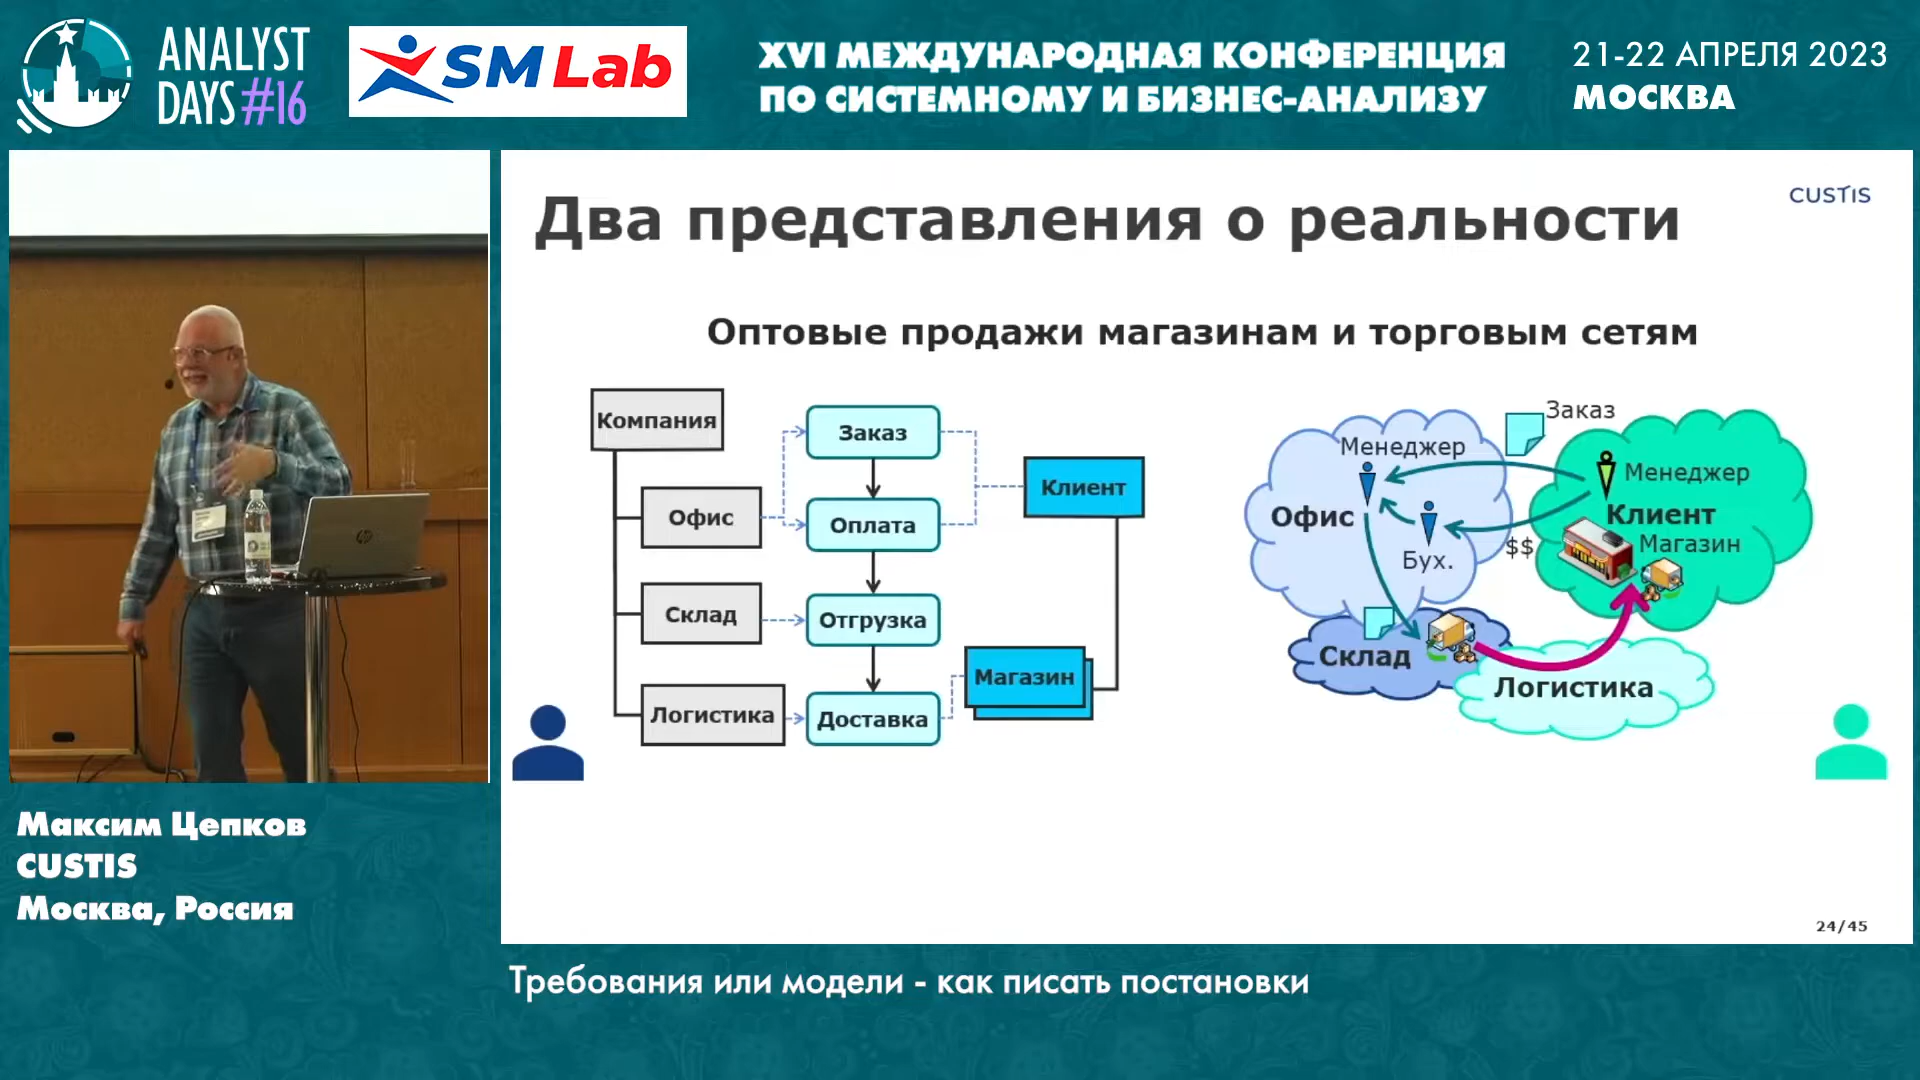 ANALYST
DAYS #16
SM Lab
XVI МЕЖДУНАРОДНАЯ КОНФЕРЕНЦИЯ
ПО СИСТЕМНОМУ И БИЗНЕС-АНАЛИЗУ
21-22 АПРЕЛЯ 2023
МОСКВА
CUSTIS
Два представления о реальности
Оптовые продажи магазинам и торговым сетям
Компания
Офис
Склад
Логистика
Заказ
Оплата
Отгрузка
Доставка
Клиент
Магазин
Заказ
Менеджер
Менеджер
Офис
Клиент
Магазин
$$
Бух.
Склад
Логистика
24/45
hp
Максим Цепков
CUSTIS
Москва, Россия
Требования или модели - как писать постановки